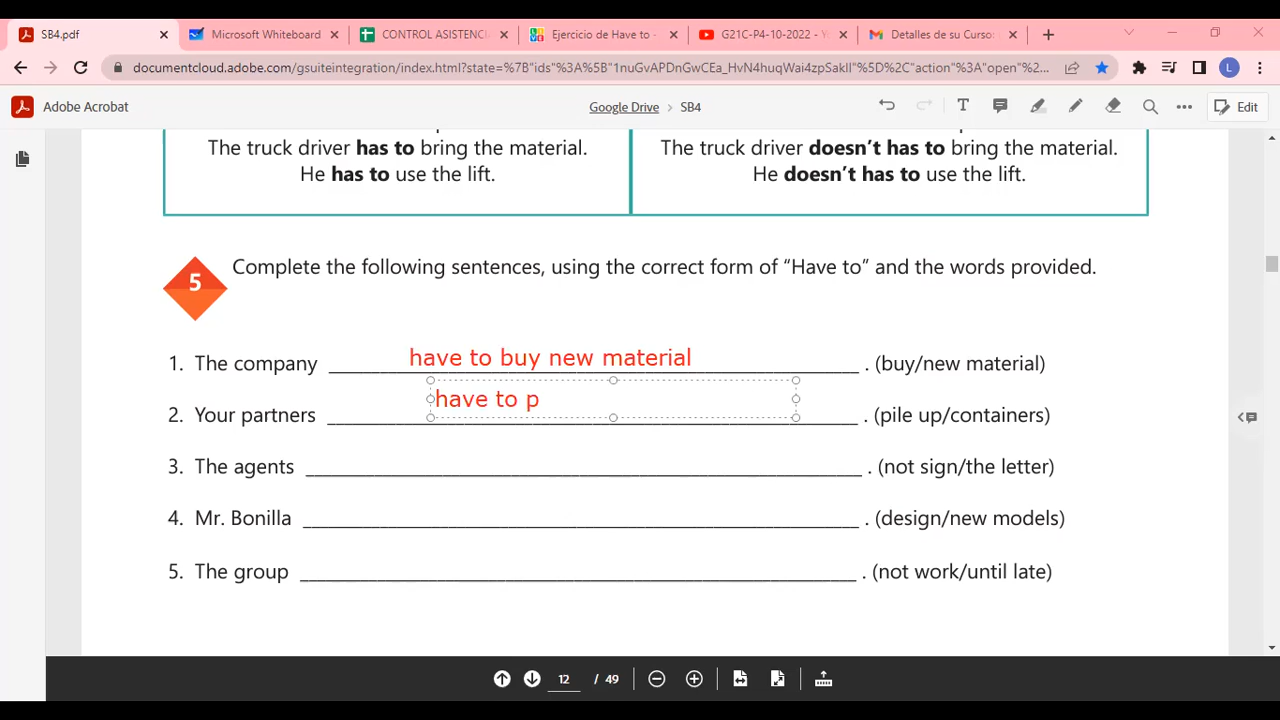 SB4.pdf
Microsoft Whiteboard
CONTROL ASISTENC
Ejercicio de Have to -
G21C-P4-10-2022 - Y
Detalles de su Curso:
documentcloud.adobe.com/gsuiteintegration/index.html?state=%7B"ids"%3A%5B"1nuGvAPDnGwCEa_HvN4huqWai4zpSakII"%5D%2C"action"%3A"open"%2...
L
Adobe Acrobat
Google Drive > SB4
Edit
The truck driver has to bring the material.
He has to use the lift.
The truck driver doesn't has to bring the material.
He doesn't has to use the lift.
5 Complete the following sentences, using the correct form of "Have to" and the words provided.
1. The company have to buy new material . (buy/new material)
2. Your partners have to p . (pile up/containers)
3. The agents . (not sign/the letter)
4. Mr. Bonilla . (design/new models)
5. The group . (not work/until late)
12 / 49